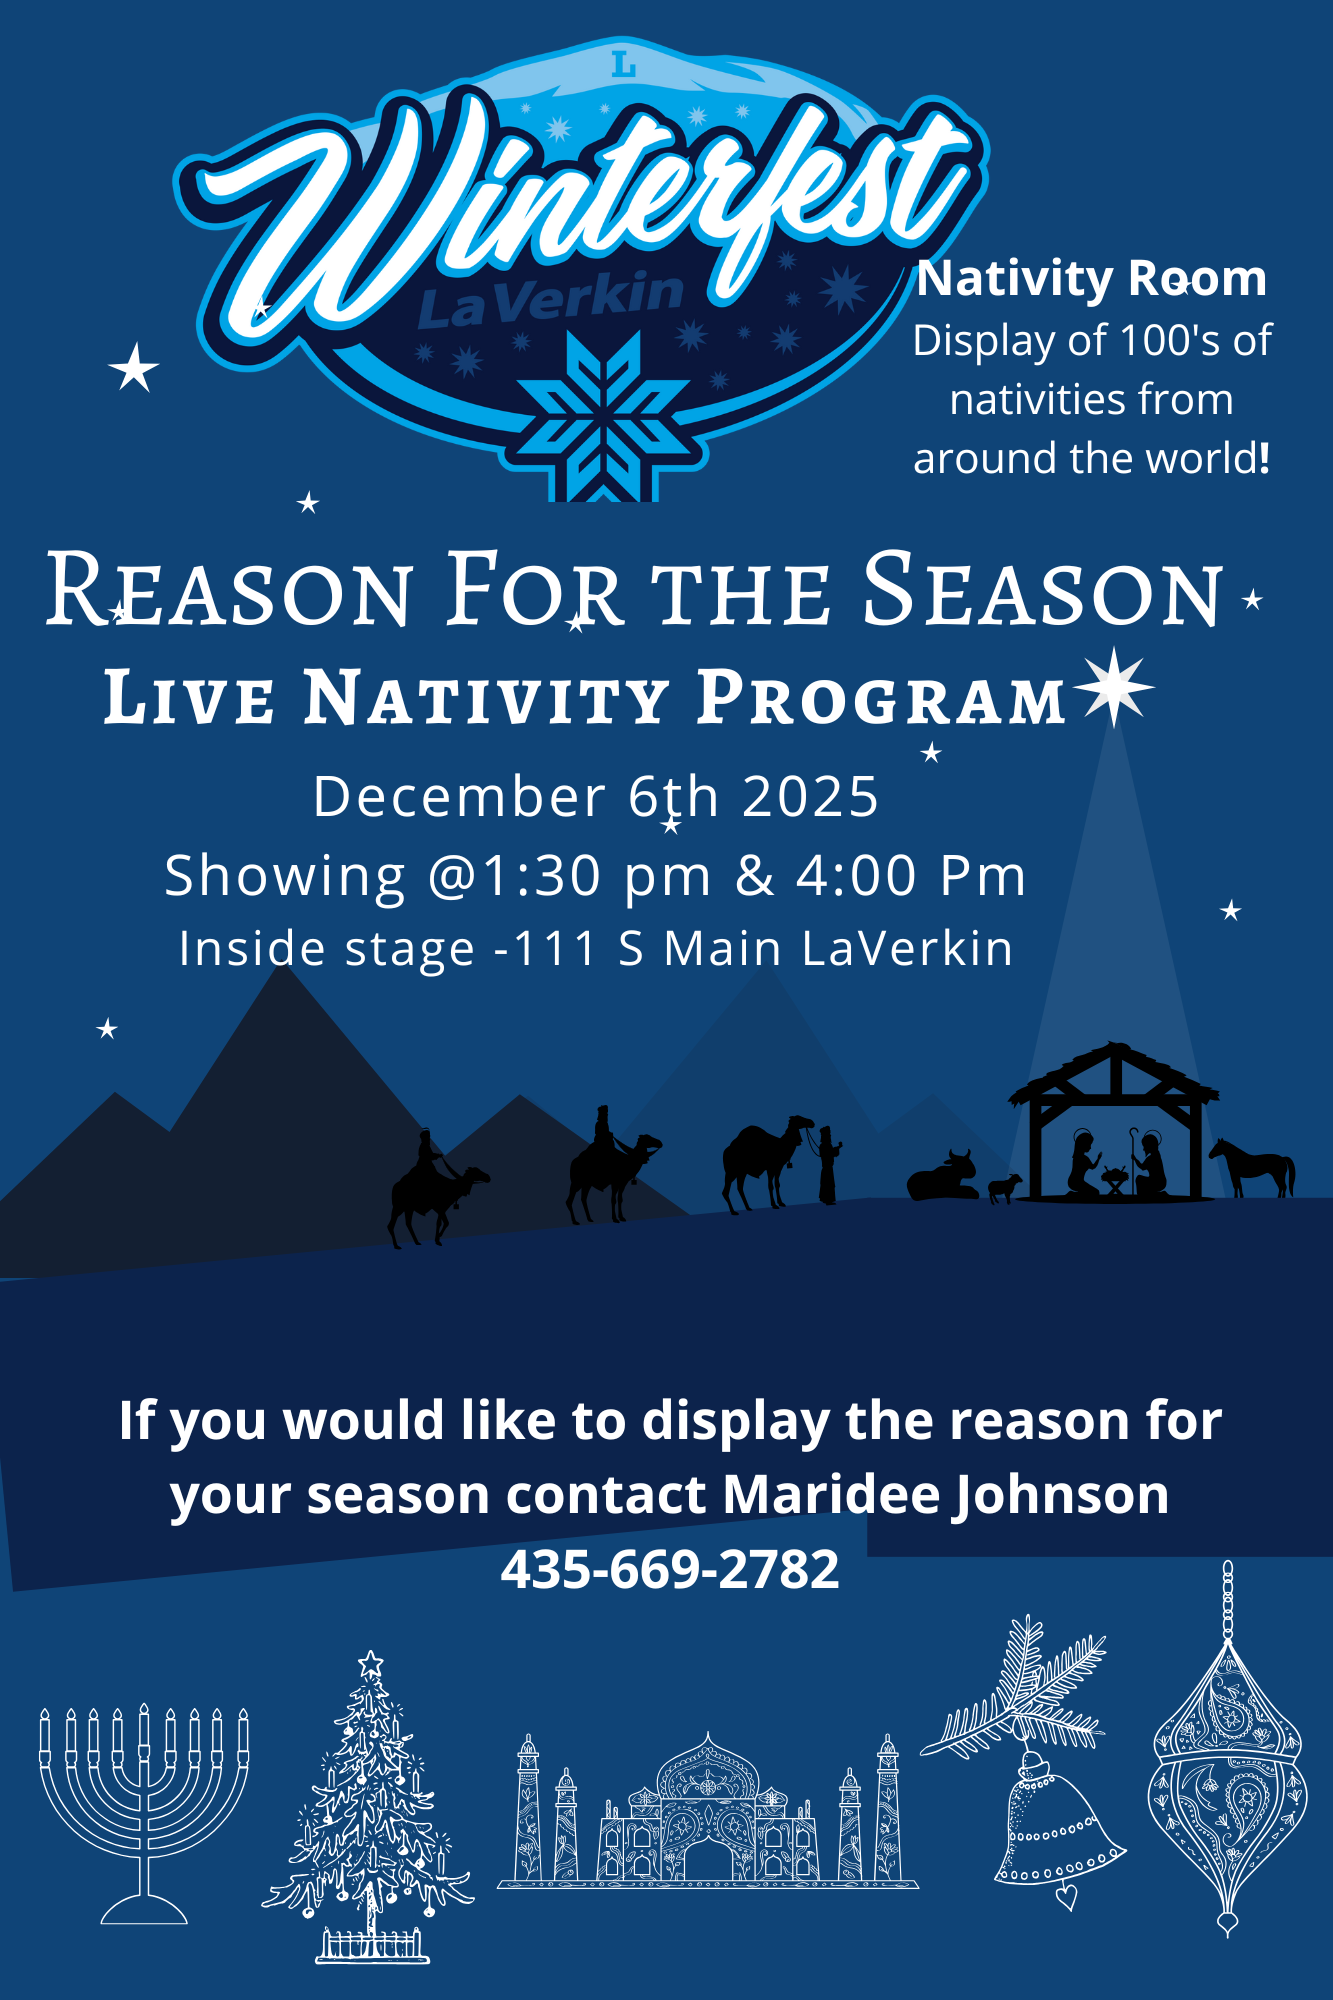 L
Winterfest
LaVerkin
Nativity Room
Display of 100's of
nativities from
around the world!
Reason For the Season
Live Nativity Program
December 6th 2025
Showing @1:30 pm & 4:00 Pm
Inside stage -111 S Main LaVerkin
If you would like to display the reason for
your season contact Maridee Johnson
435-669-2782